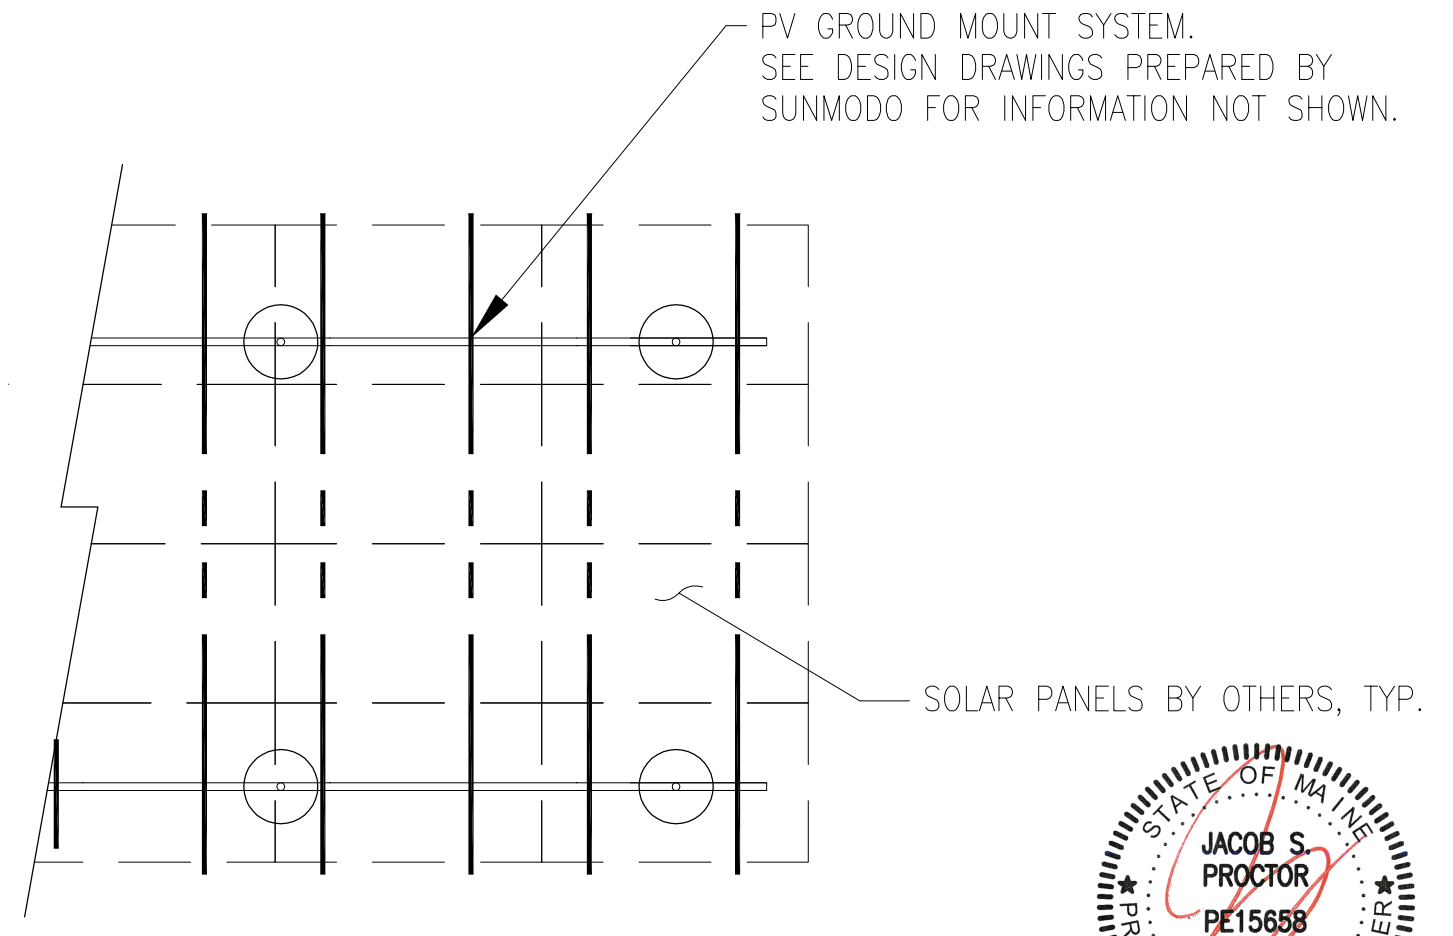 PV GROUND MOUNT SYSTEM.
SEE DESIGN DRAWINGS PREPARED BY
SUNMODO FOR INFORMATION NOT SHOWN.
SOLAR PANELS BY OTHERS, TYP.
STATE OF MAINE
JACOB S.
PROCTOR
PE15658